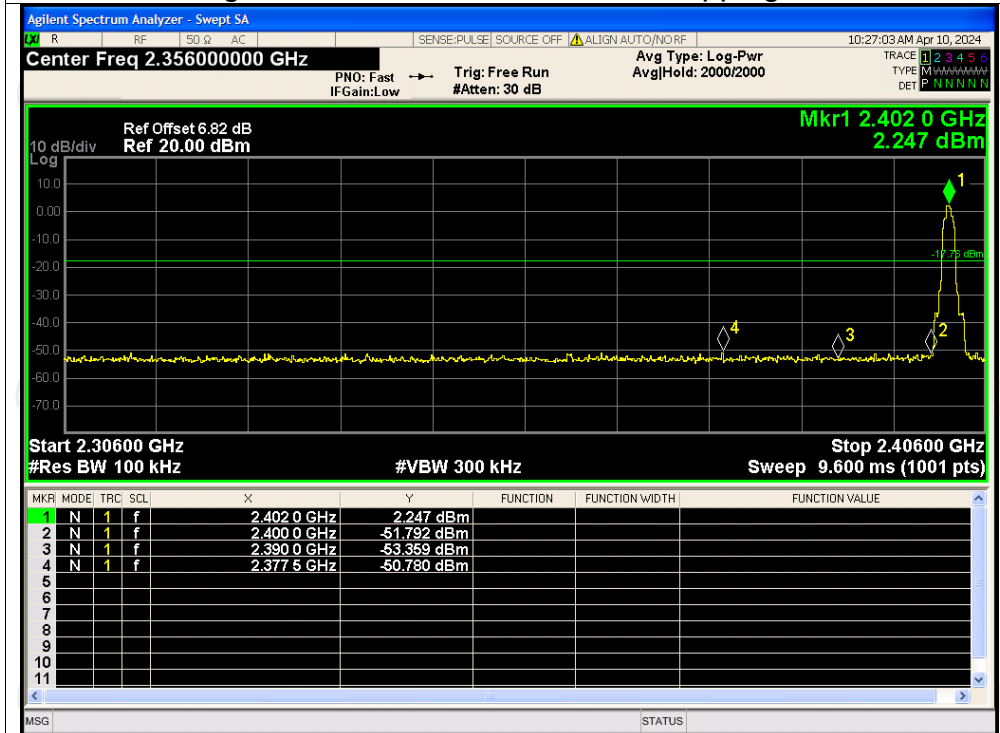 Agilent Spectrum Analyzer - Swept SA
LXI R RF 50 Ω AC SENSE:PULSE SOURCE OFF ALIGN AUTO/NO RF 10:27:03 AM Apr 10, 2024
Center Freq 2.356000000 GHz
PNO: Fast
IFGain:Low
Trig: Free Run
#Atten: 30 dB
Avg Type: Log-Pwr
Avg|Hold: 2000/2000
TRACE 1 2 3 4 5 6
TYPE M
DET P N N N N N
Ref Offset 6.82 dB
Ref 20.00 dBm
10 dB/div
Log
Mkr1 2.402 0 GHz
2.247 dBm
10.0
0.00
-10.0
-20.0
-30.0
-40.0
-50.0
-60.0
-70.0
1
-17.75 dBm
4
3
2
Start 2.30600 GHz
Stop 2.40600 GHz
#Res BW 100 kHz
#VBW 300 kHz
Sweep 9.600 ms (1001 pts)
MKR MODE TRC SCL X Y FUNCTION FUNCTION WIDTH FUNCTION VALUE
1 N 1 f 2.402 0 GHz 2.247 dBm
2 N 1 f 2.400 0 GHz -51.792 dBm
3 N 1 f 2.390 0 GHz -53.359 dBm
4 N 1 f 2.377 5 GHz -50.780 dBm
5
6
7
8
9
10
11
MSG
STATUS